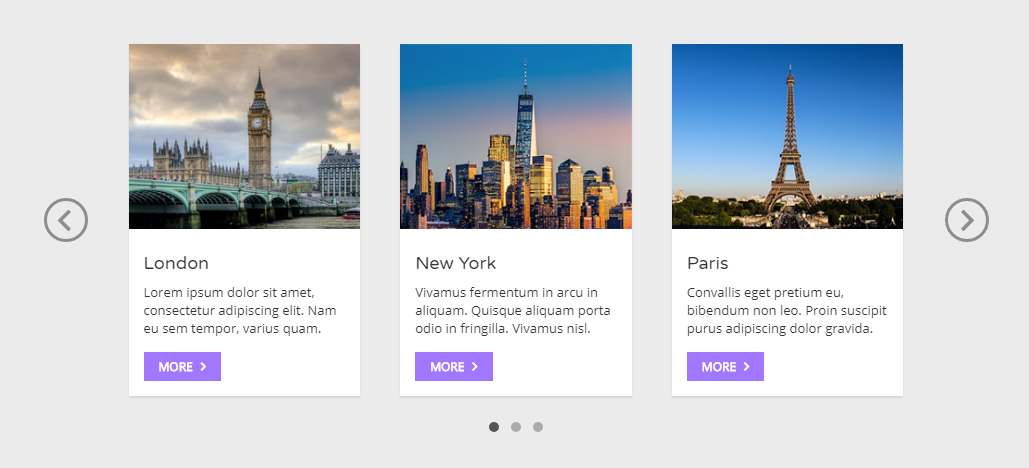 London
Lorem ipsum dolor sit amet,
consectetur adipiscing elit. Nam
eu sem tempor, varius quam.
MORE
New York
Vivamus fermentum in arcu in
aliquam. Quisque aliquam porta
odio in fringilla. Vivamus nisl.
MORE
Paris
Convallis eget pretium eu,
bibendum non leo. Proin suscipit
purus adipiscing dolor gravida.
MORE